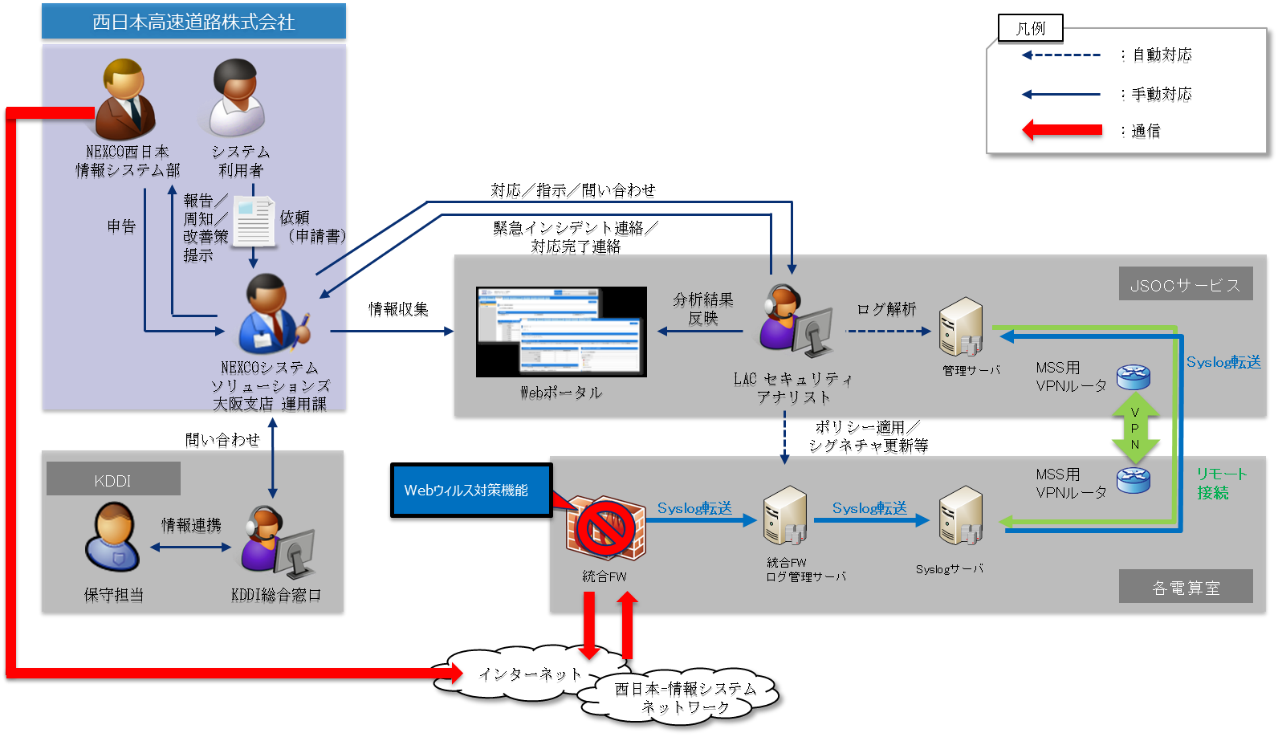 西日本高速道路株式会社
凡例
：自動対応
：手動対応
：通信
NEXCO西日本
情報システム部
システム
利用者
申告
報告／
周知／
改善策
提示
依頼
（申請書）
NEXCOシステム
ソリューションズ
大阪支店 運用課
対応／指示／問い合わせ
緊急インシデント連絡／
対応完了連絡
情報収集
JSOCサービス
Webポータル
分析結果
反映
LAC セキュリティ
アナリスト
ログ解析
管理サーバ
Syslog転送
MSS用
VPNルータ
V
P
N
ポリシー適用／
シグネチャ更新等
問い合わせ
KDDI
情報連携
保守担当
KDDI総合窓口
Webウィルス対策機能
統合FW
Syslog転送
統合FW
ログ管理サーバ
Syslog転送
Syslogサーバ
MSS用
VPNルータ
リモート
接続
各電算室
インターネット
西日本-情報システム
ネットワーク